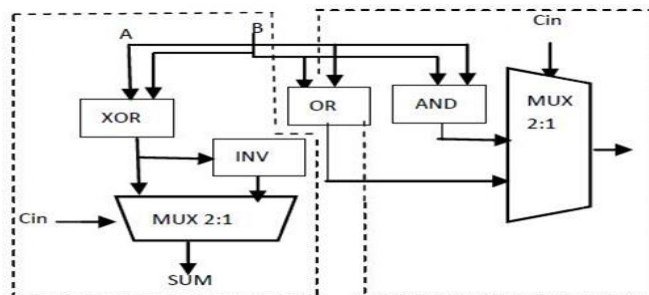 A
B
Cin
XOR
OR
AND
MUX
2:1
INV
Cin
MUX 2:1
SUM